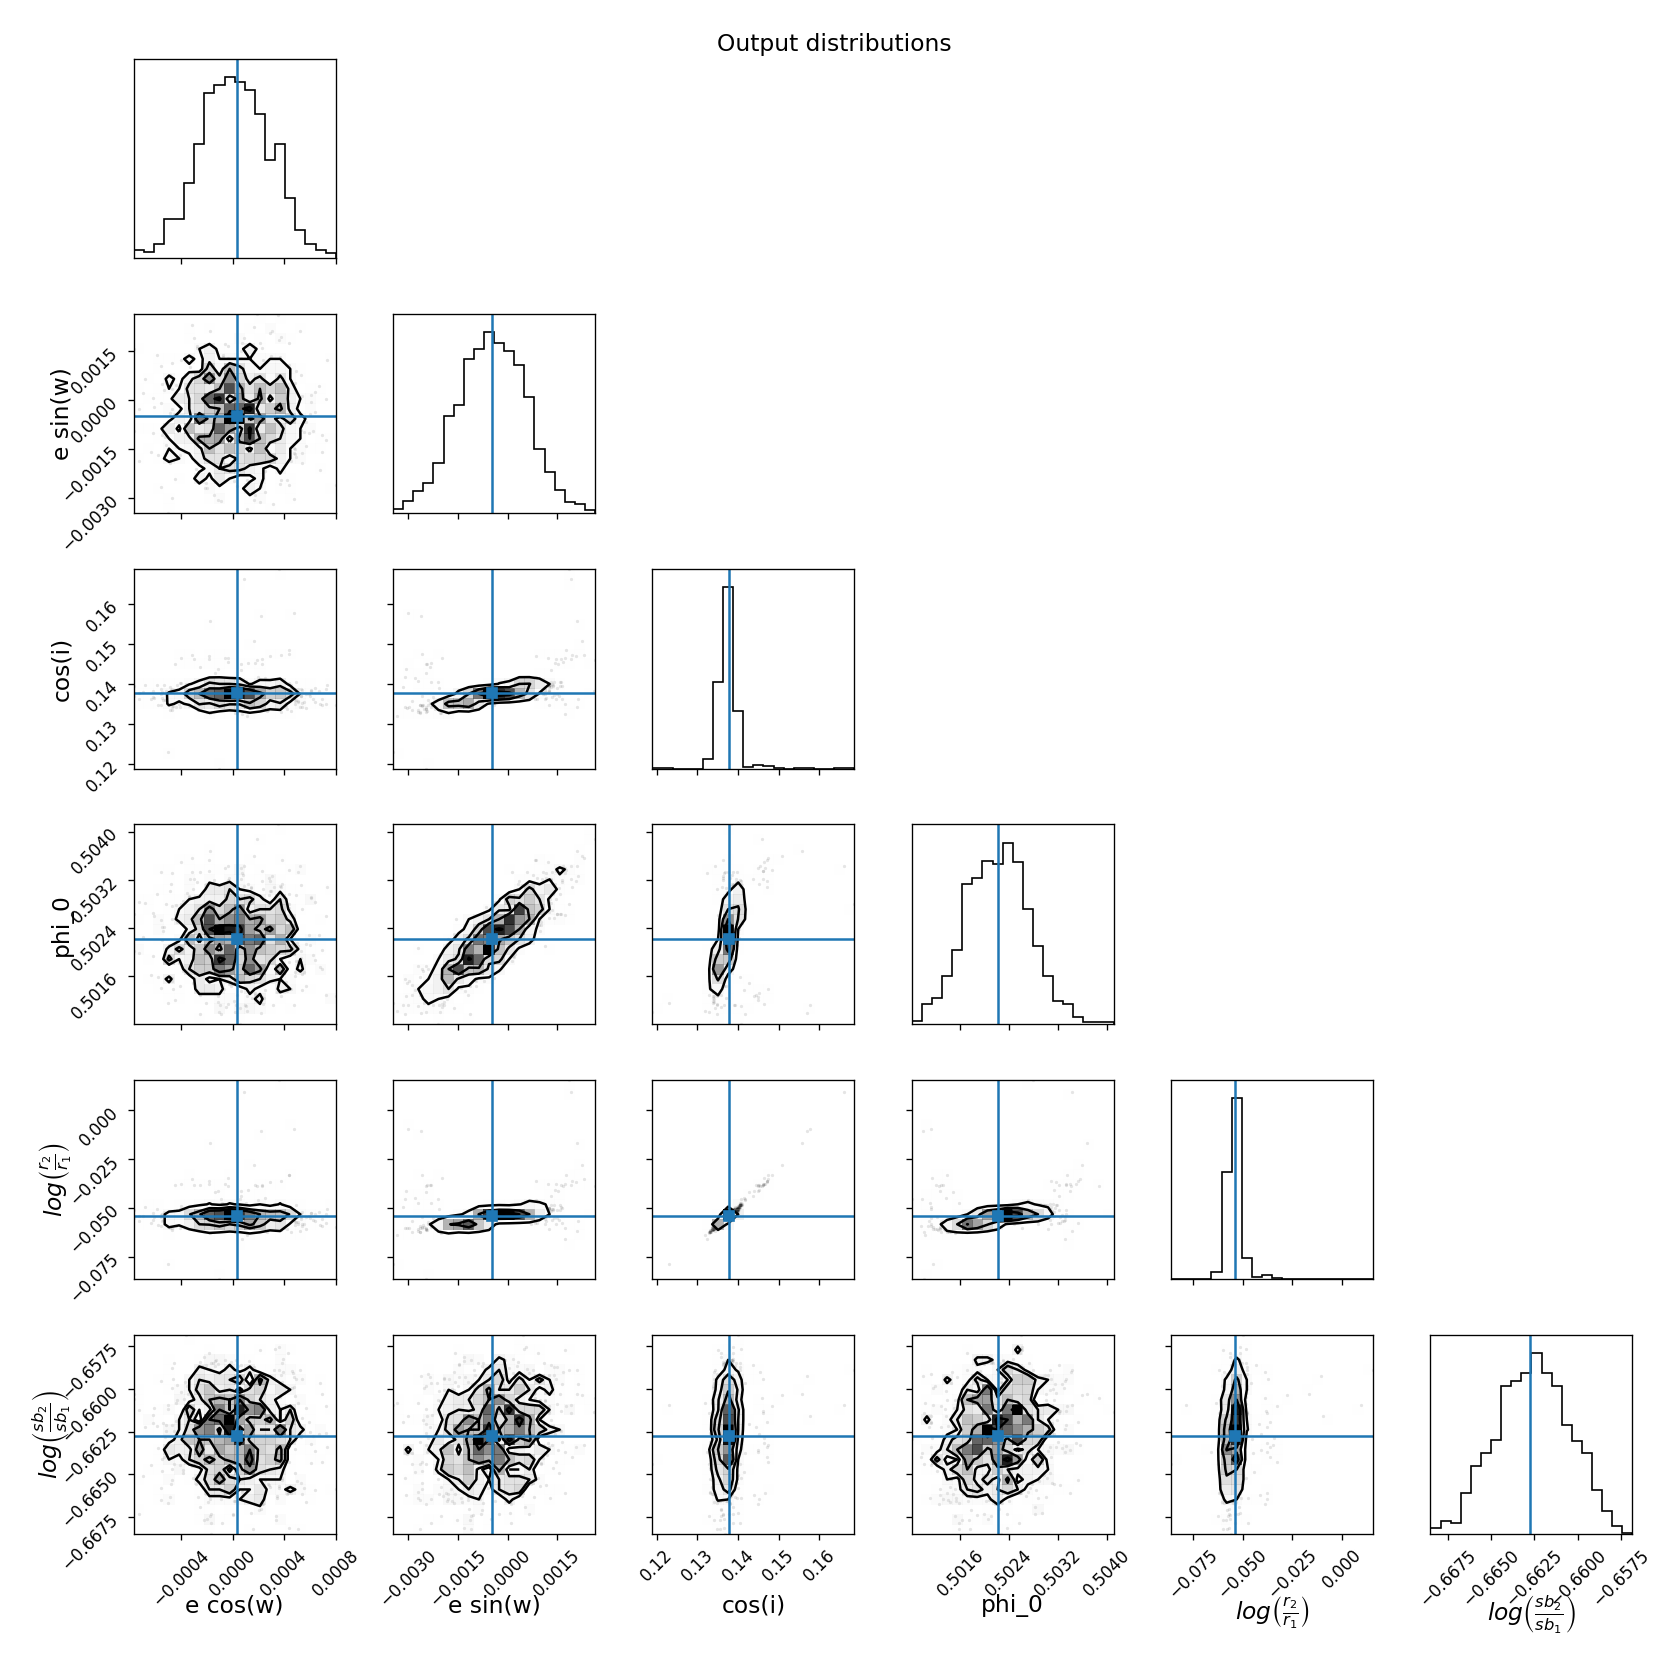 Output distributions
e sin(w)
0.0015
0.0000
−0.0015
−0.0030
cos(i)
0.16
0.15
0.14
0.13
0.12
phi_0
0.5040
0.5032
0.5024
0.5016
log(r2/r1)
0.000
−0.025
−0.050
−0.075
log(sb2/sb1)
−0.6575
−0.6600
−0.6625
−0.6650
−0.6675
−0.0004 0.0000 0.0004 0.0008
e cos(w)
−0.0030 −0.0015 0.0000 0.0015
e sin(w)
0.12 0.13 0.14 0.15 0.16
cos(i)
0.5016 0.5024 0.5032 0.5040
phi_0
−0.075 −0.050 −0.025 0.000
log(r2/r1)
−0.6675 −0.6650 −0.6625 −0.6600 −0.6575
log(sb2/sb1)